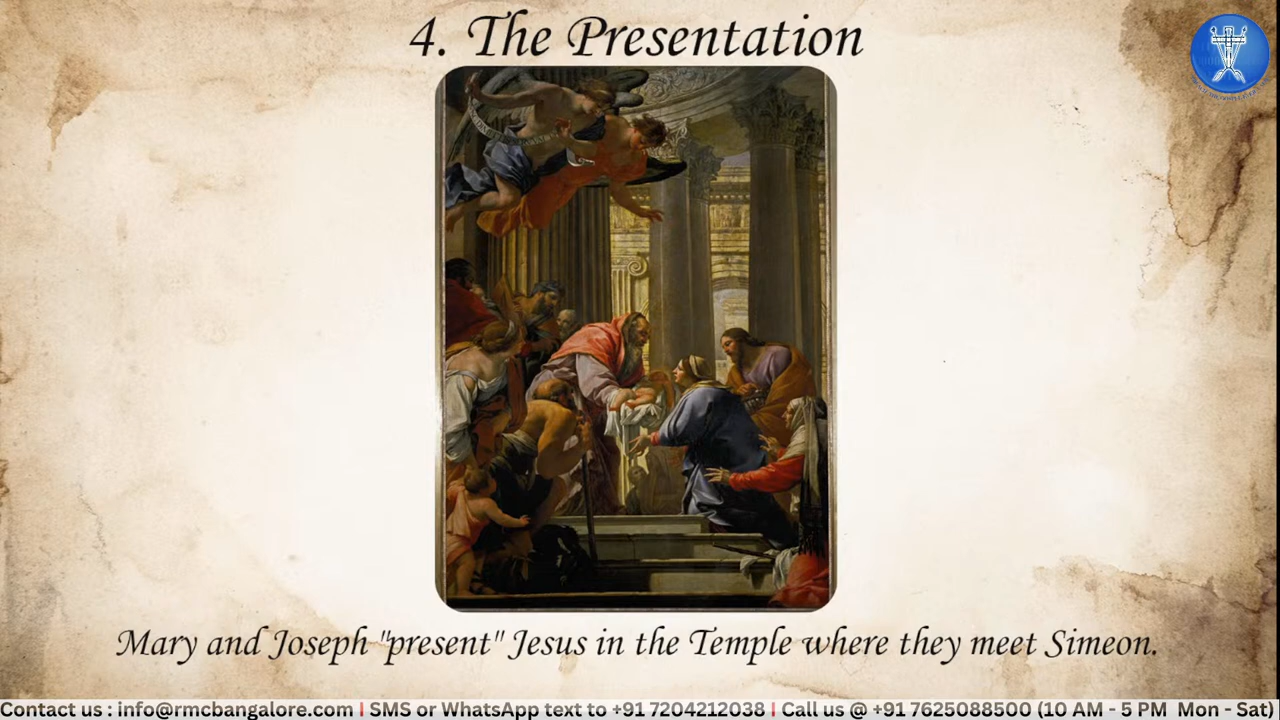 4. The Presentation
Mary and Joseph "present" Jesus in the Temple where they meet Simeon.
Contact us : info@rmcbangalore.com I SMS or WhatsApp text to +91 7204212038 I Call us @ +91 7625088500 (10 AM - 5 PM Mon - Sat)